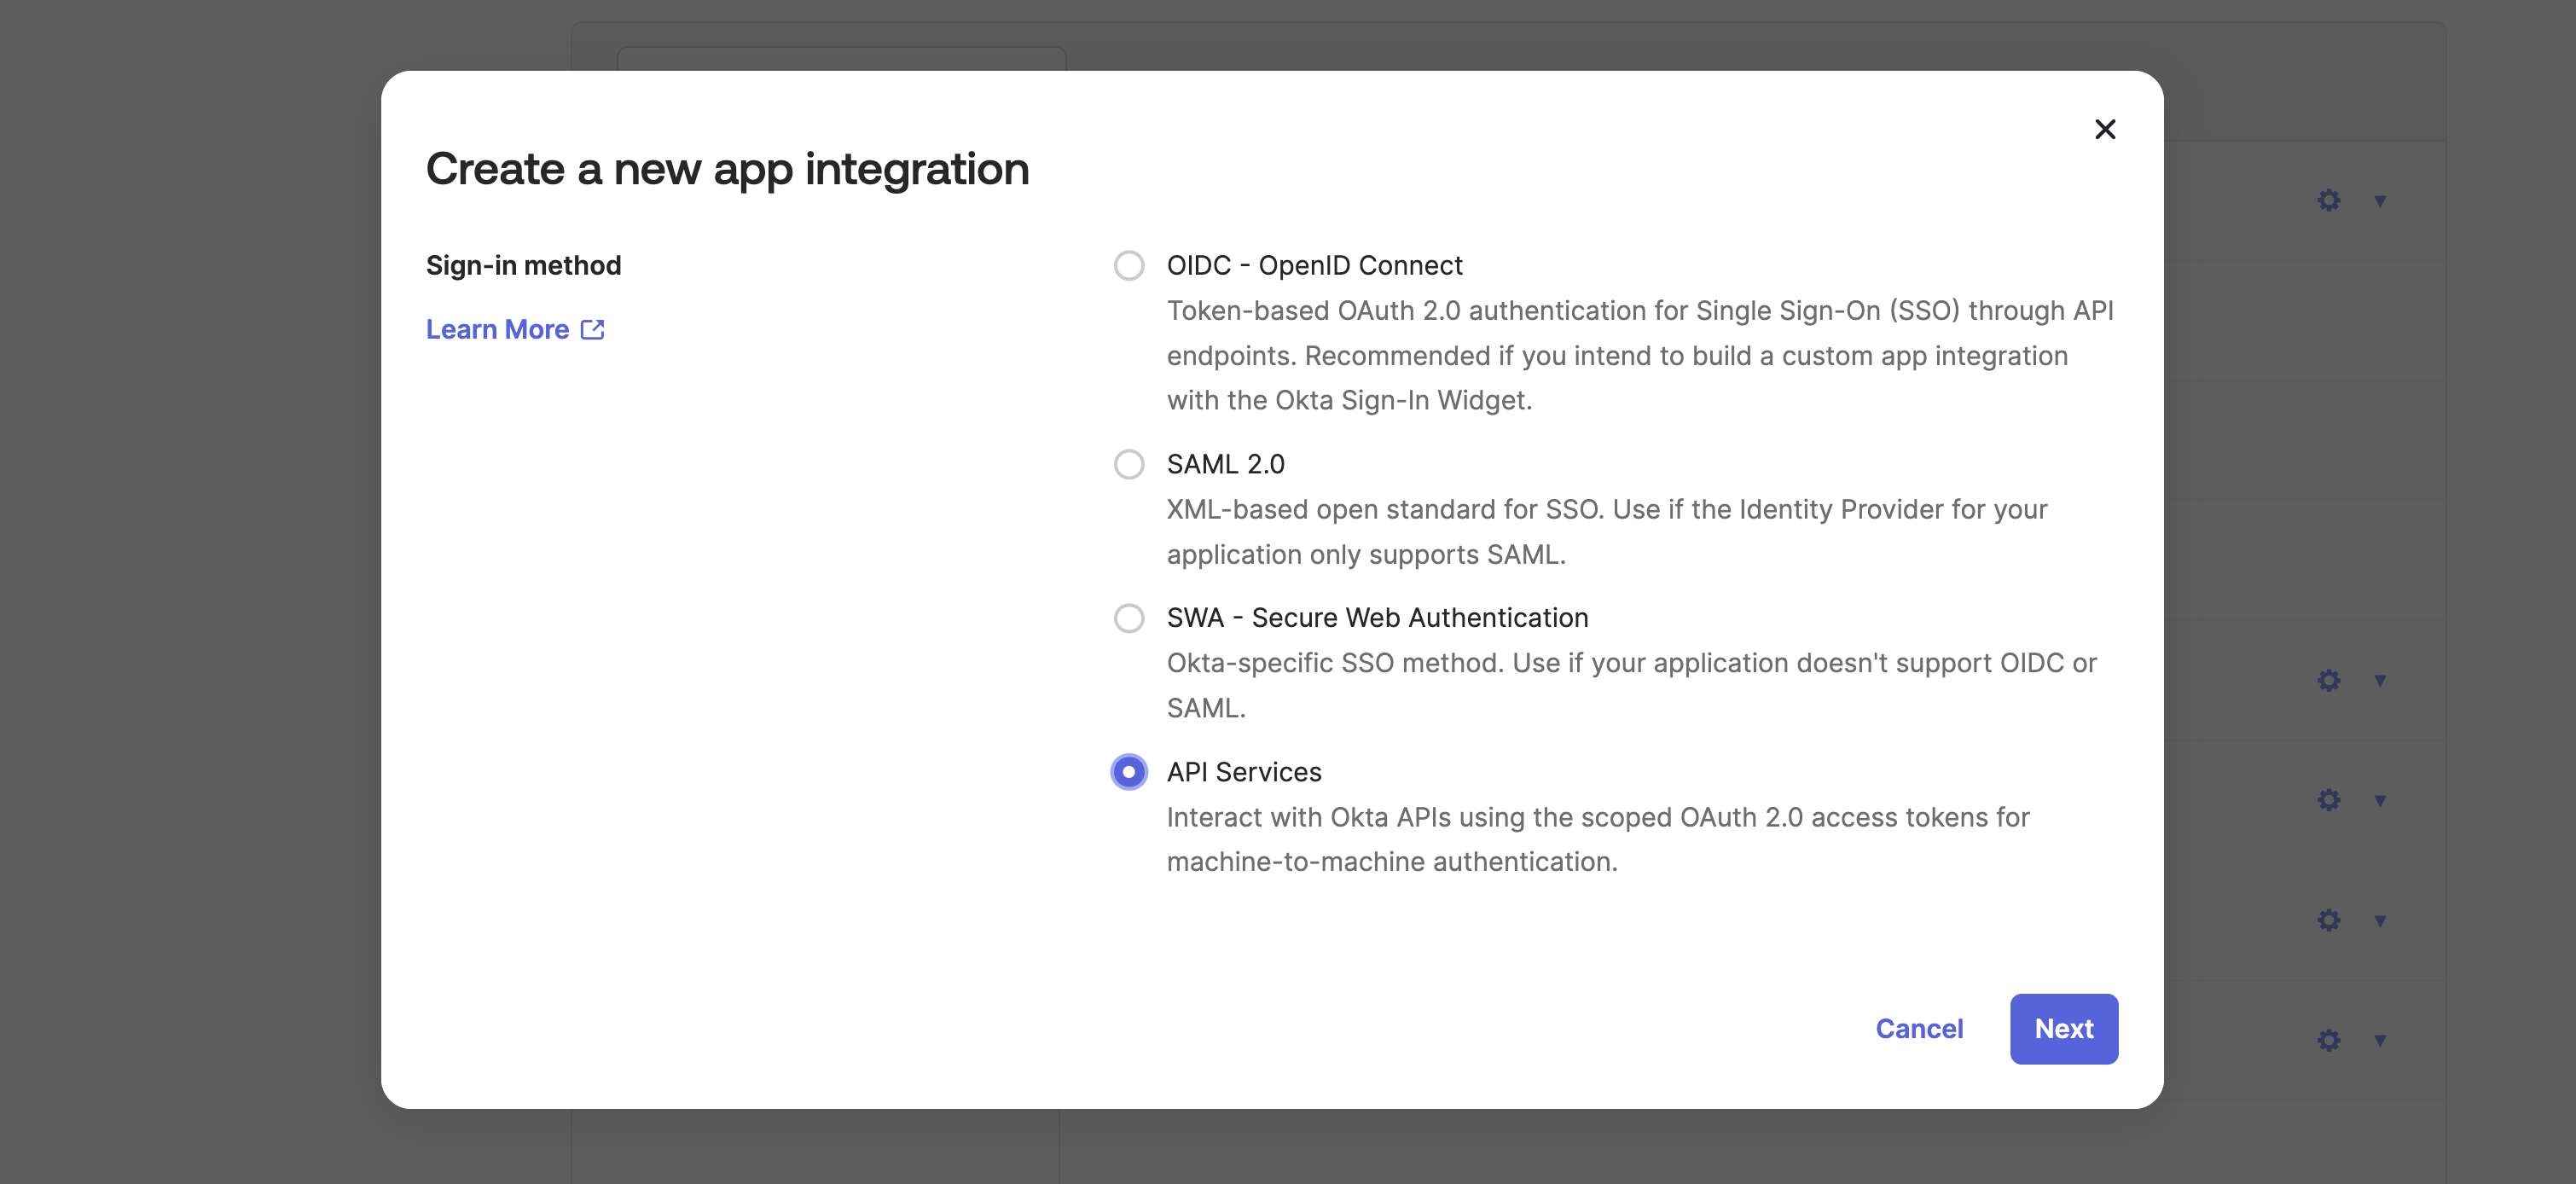 Create a new app integration
Sign-in method
Learn More
OIDC - OpenID Connect
Token-based OAuth 2.0 authentication for Single Sign-On (SSO) through API
endpoints. Recommended if you intend to build a custom app integration
with the Okta Sign-In Widget.
SAML 2.0
XML-based open standard for SSO. Use if the Identity Provider for your
application only supports SAML.
SWA - Secure Web Authentication
Okta-specific SSO method. Use if your application doesn't support OIDC or
SAML.
API Services
Interact with Okta APIs using the scoped OAuth 2.0 access tokens for
machine-to-machine authentication.
Cancel
Next